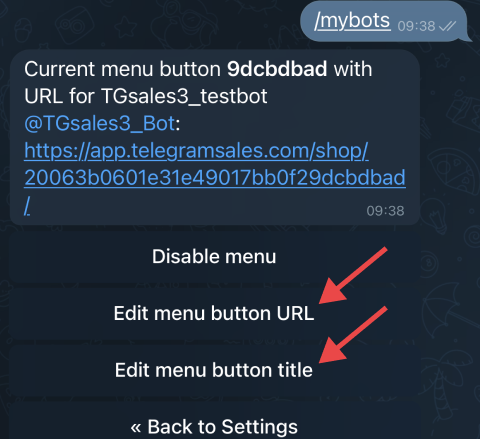 /mybots 09:38
Current menu button 9dcbdbad with
URL for TGsales3_testbot
@TGsales3_Bot:
https://app.telegramsales.com/shop/
20063b0601e31e49017bb0f29dcbdbad
/
09:38
Disable menu
Edit menu button URL
Edit menu button title
« Back to Settings